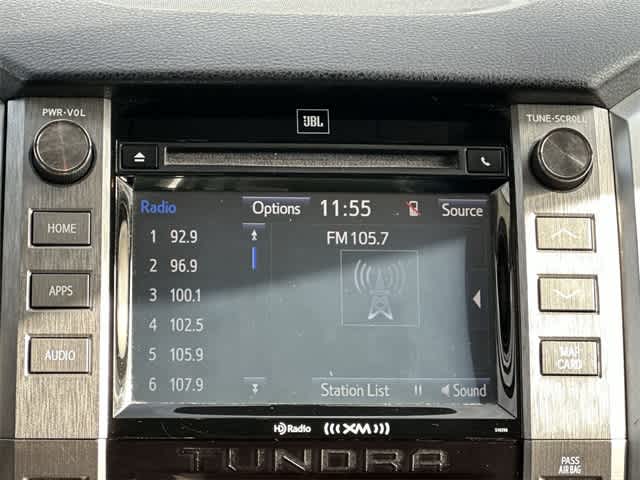 PWR•VOL
JBL
TUNE•SCROLL
Radio Options 11:55 Source
HOME
1 92.9
FM 105.7
2 96.9
APPS
3 100.1
4 102.5
AUDIO
5 105.9
MAP CARD
6 107.9
Station List Sound
HD Radio ((( XM )))
TUNDRA
PASS
AIR BAG